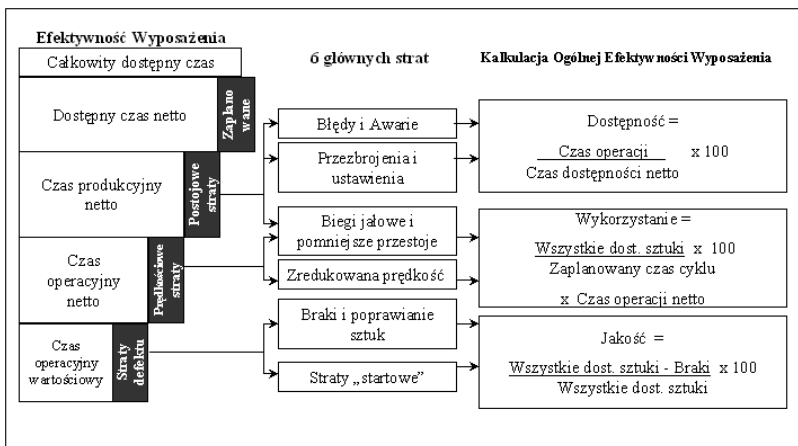 Efektywność Wyposażenia
Całkowity dostępny czas
Dostępny czas netto
Zaplano
wane
Czas produkcyjny
netto
Postojowe
straty
Czas
operacyjny
netto
Prędkościowe
straty
Czas
operacyjny
wartościowy
Straty
defektu
6 głównych strat
Błędy i Awarie
Przezbrojenia i
ustawienia
Biegi jałowe i
pomniejsze przestoje
Zredukowana prędkość
Braki i poprawianie
sztuk
Straty „startowe”
Kalkulacja Ogólnej Efektywności Wyposażenia
Dostępność =
Czas operacji x 100
Czas dostępności netto
Wykorzystanie =
Wszystkie dost. sztuki x 100
Zaplanowany czas cyklu
x Czas operacji netto
Jakość =
Wszystkie dost. sztuki - Braki x 100
Wszystkie dost. sztuki